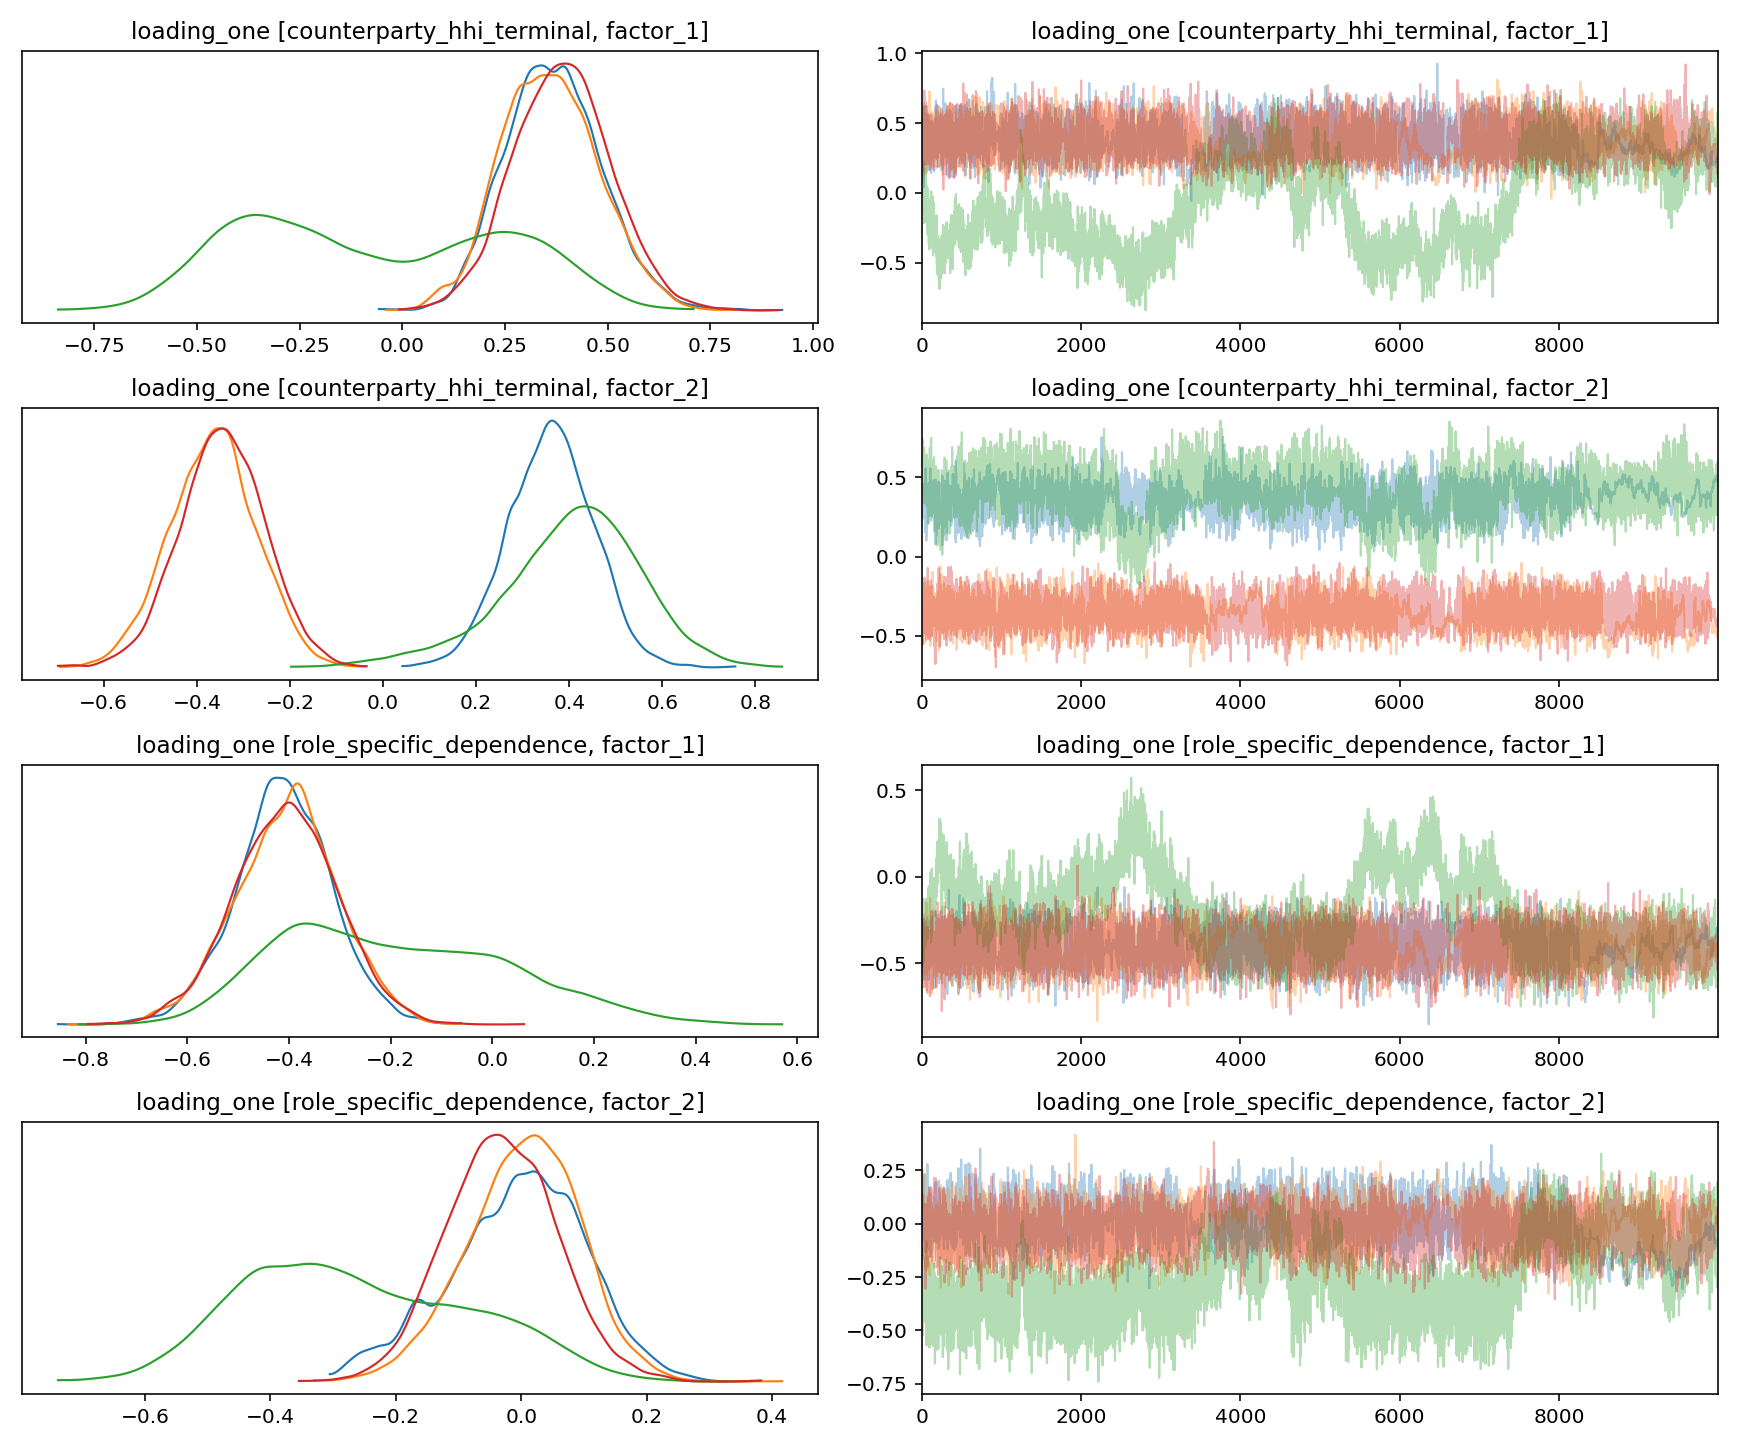 loading_one [counterparty_hhi_terminal, factor_1]
−0.75 −0.50 −0.25 0.00 0.25 0.50 0.75 1.00
loading_one [counterparty_hhi_terminal, factor_1]
1.0
0.5
0.0
−0.5
0 2000 4000 6000 8000
loading_one [counterparty_hhi_terminal, factor_2]
−0.6 −0.4 −0.2 0.0 0.2 0.4 0.6 0.8
loading_one [counterparty_hhi_terminal, factor_2]
0.5
0.0
−0.5
0 2000 4000 6000 8000
loading_one [role_specific_dependence, factor_1]
−0.8 −0.6 −0.4 −0.2 0.0 0.2 0.4 0.6
loading_one [role_specific_dependence, factor_1]
0.5
0.0
−0.5
0 2000 4000 6000 8000
loading_one [role_specific_dependence, factor_2]
−0.6 −0.4 −0.2 0.0 0.2 0.4
loading_one [role_specific_dependence, factor_2]
0.25
0.00
−0.25
−0.50
−0.75
0 2000 4000 6000 8000